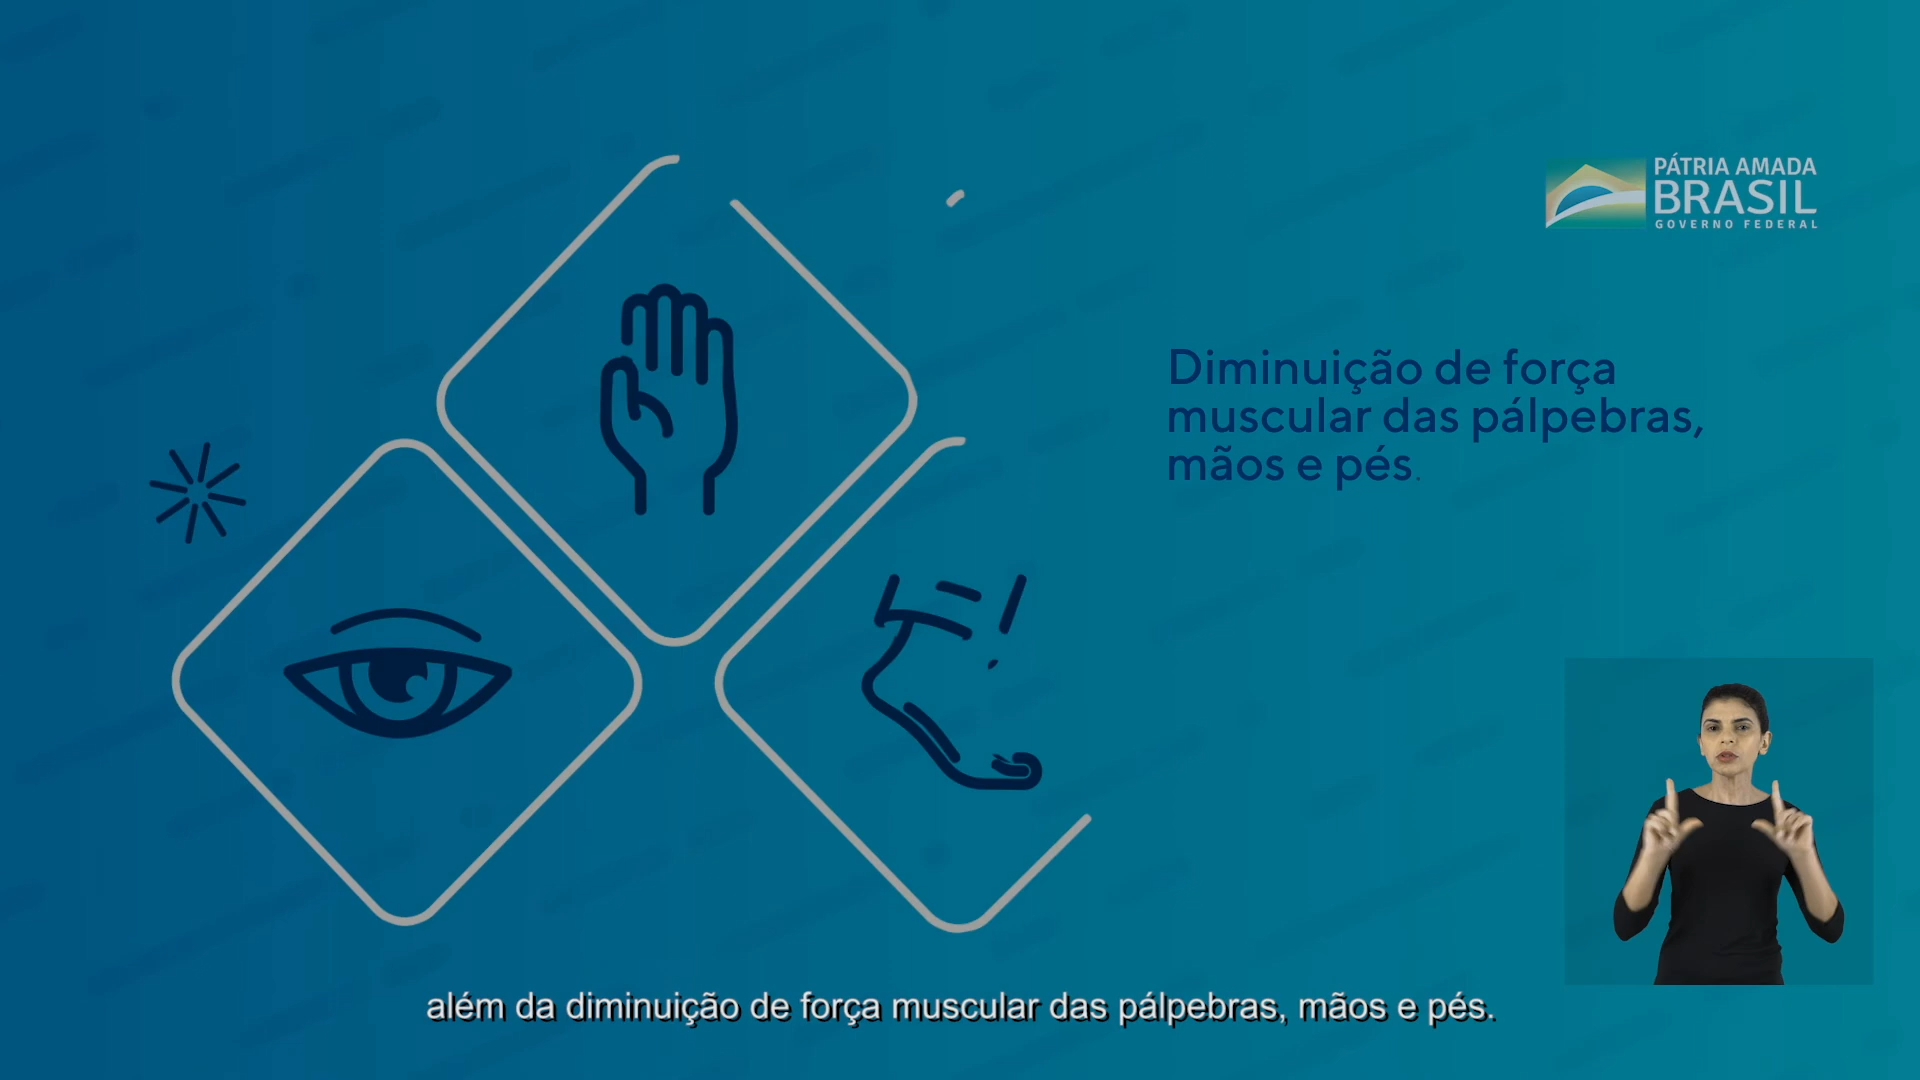 PÁTRIA AMADA
BRASIL
GOVERNO FEDERAL
Diminuição de força
muscular das pálpebras,
mãos e pés.
além da diminuição de força muscular das pálpebras, mãos e pés.